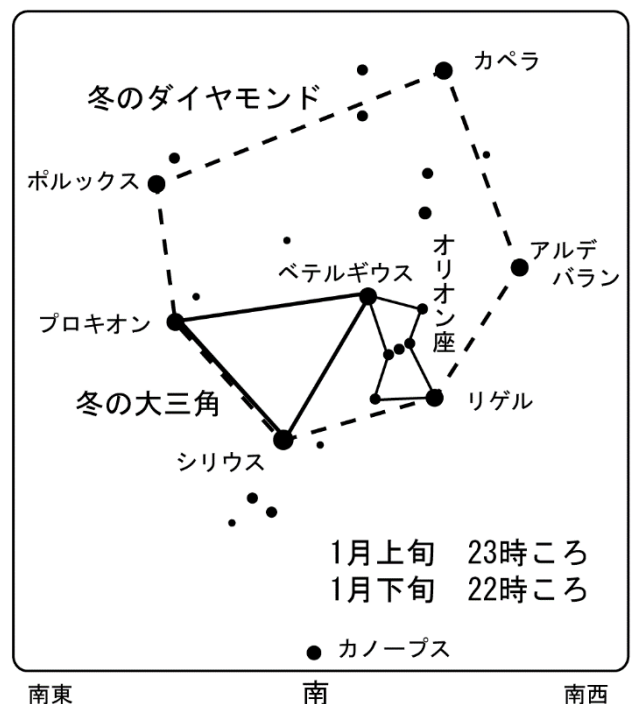 カペラ
冬のダイヤモンド
ポルックス
オリオン座
アルデ
バラン
ベテルギウス
プロキオン
冬の大三角
リゲル
シリウス
1月上旬 23時ころ
1月下旬 22時ころ
カノープス
南東 南 南西